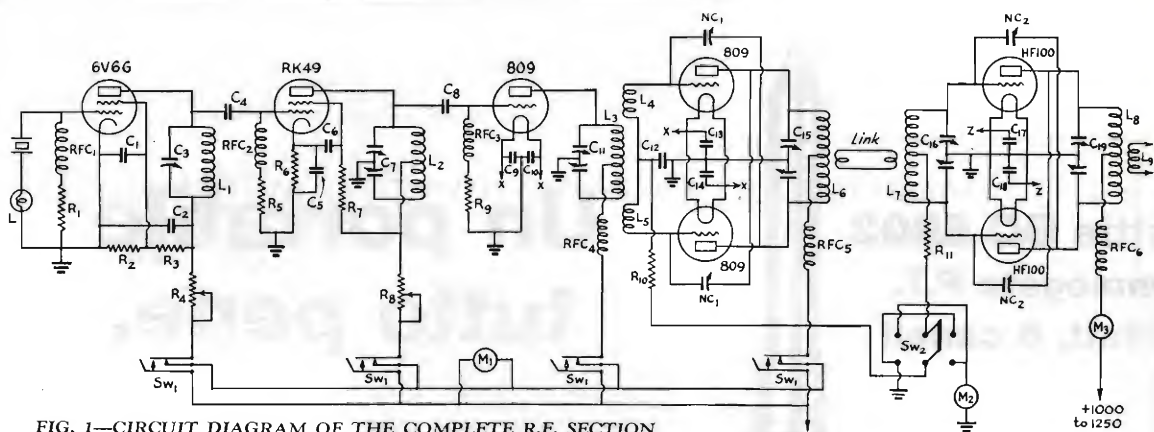 NC1
NC2
6V6G
RK49
809
809
HF100
C4
C8
L4
C1
C6
L3
C13
C15
Link
C16
C17
C19
L8
L9
RFC1
C3
L1
RFC2
R6
C7
L2
RFC3
C9
C10
C11
C12
X
X
X
X
C14
L6
L7
Z
Z
C18
L
R1
C2
R5
C5
R7
R9
L5
RFC4
809
RFC5
R11
HF100
RFC6
R2
R3
R10
NC1
NC2
R4
R8
Sw2
M3
Sw1
Sw1
M1
Sw1
Sw1
M2
+1000
to 1250
FIG. 1—CIRCUIT DIAGRAM OF THE COMPLETE R.F. SECTION